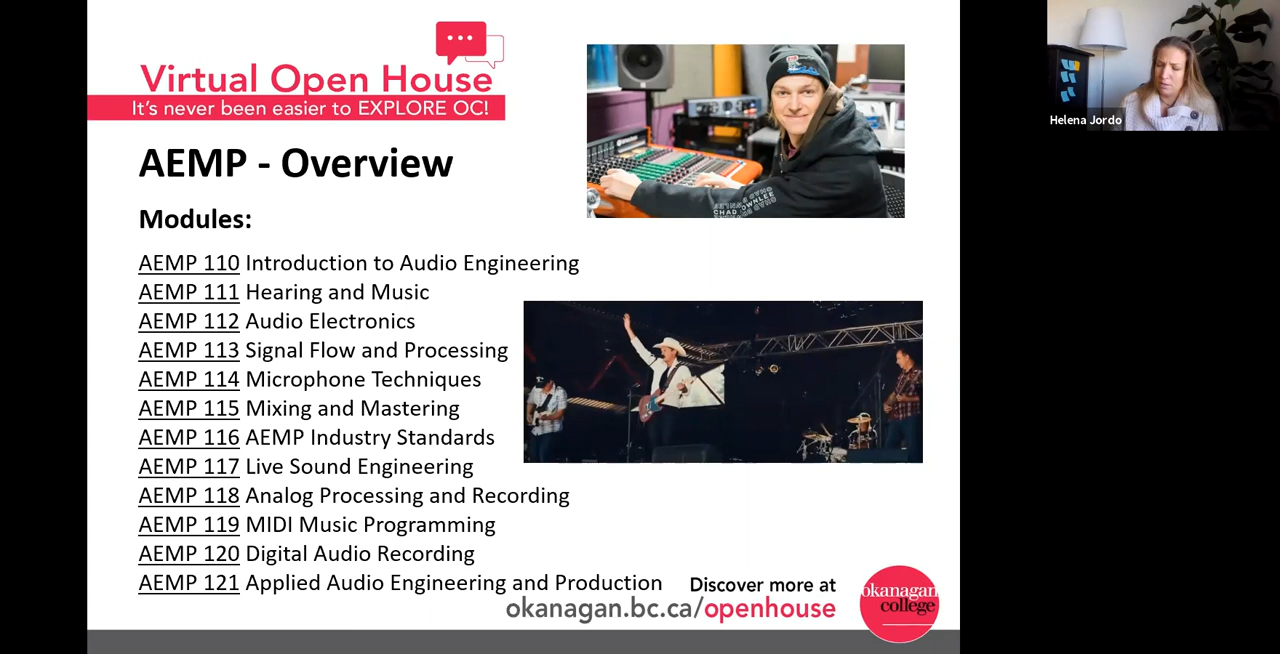 Virtual Open House
It's never been easier to EXPLORE OC!
AEMP - Overview
Modules:
AEMP 110 Introduction to Audio Engineering
AEMP 111 Hearing and Music
AEMP 112 Audio Electronics
AEMP 113 Signal Flow and Processing
AEMP 114 Microphone Techniques
AEMP 115 Mixing and Mastering
AEMP 116 AEMP Industry Standards
AEMP 117 Live Sound Engineering
AEMP 118 Analog Processing and Recording
AEMP 119 MIDI Music Programming
AEMP 120 Digital Audio Recording
AEMP 121 Applied Audio Engineering and Production
Discover more at
okanagan.bc.ca/openhouse
okanagan
college
Helena Jordo